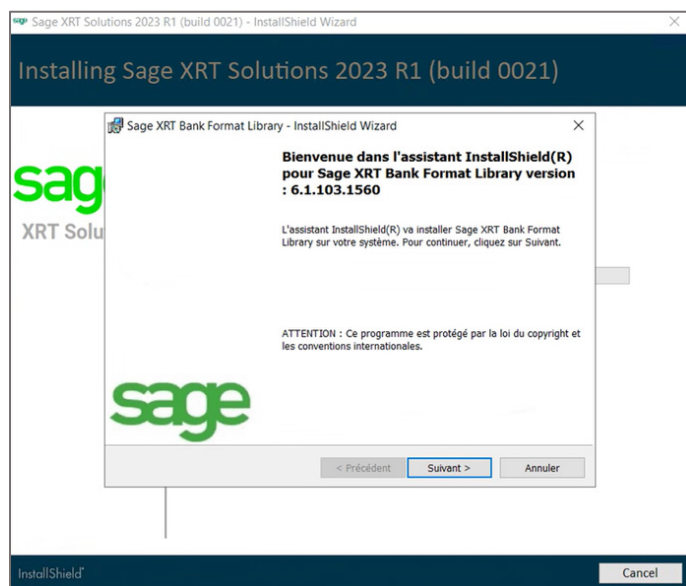 Sage XRT Solutions 2023 R1 (build 0021) - InstallShield Wizard
Installing Sage XRT Solutions 2023 R1 (build 0021)
sag
XRT Solu
Sage XRT Bank Format Library - InstallShield Wizard
Bienvenue dans l'assistant InstallShield(R)
pour Sage XRT Bank Format Library version
: 6.1.103.1560
L'assistant InstallShield(R) va installer Sage XRT Bank Format
Library sur votre système. Pour continuer, cliquez sur Suivant.
ATTENTION : Ce programme est protégé par la loi du copyright et
les conventions internationales.
sage
< Précédent
Suivant >
Annuler
InstallShield
Cancel